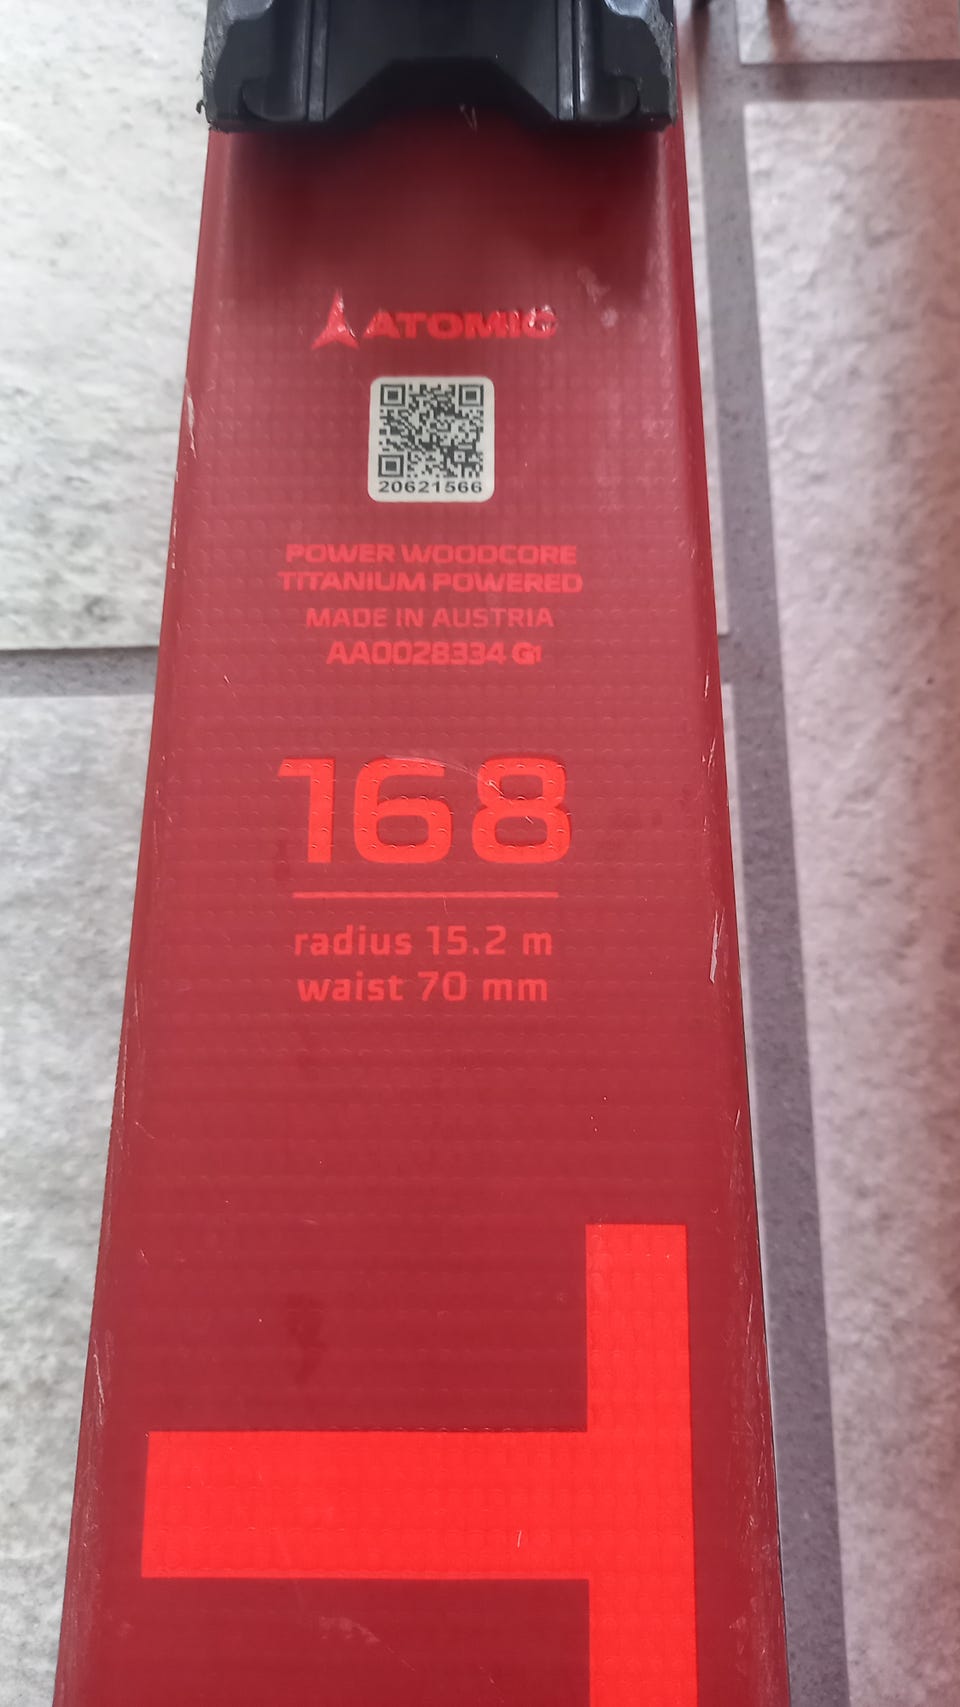 ATOMIC
20621566
POWER WOODCORE
TITANIUM POWERED
MADE IN AUSTRIA
AA0028334 G1
168
radius 15.2 m
waist 70 mm